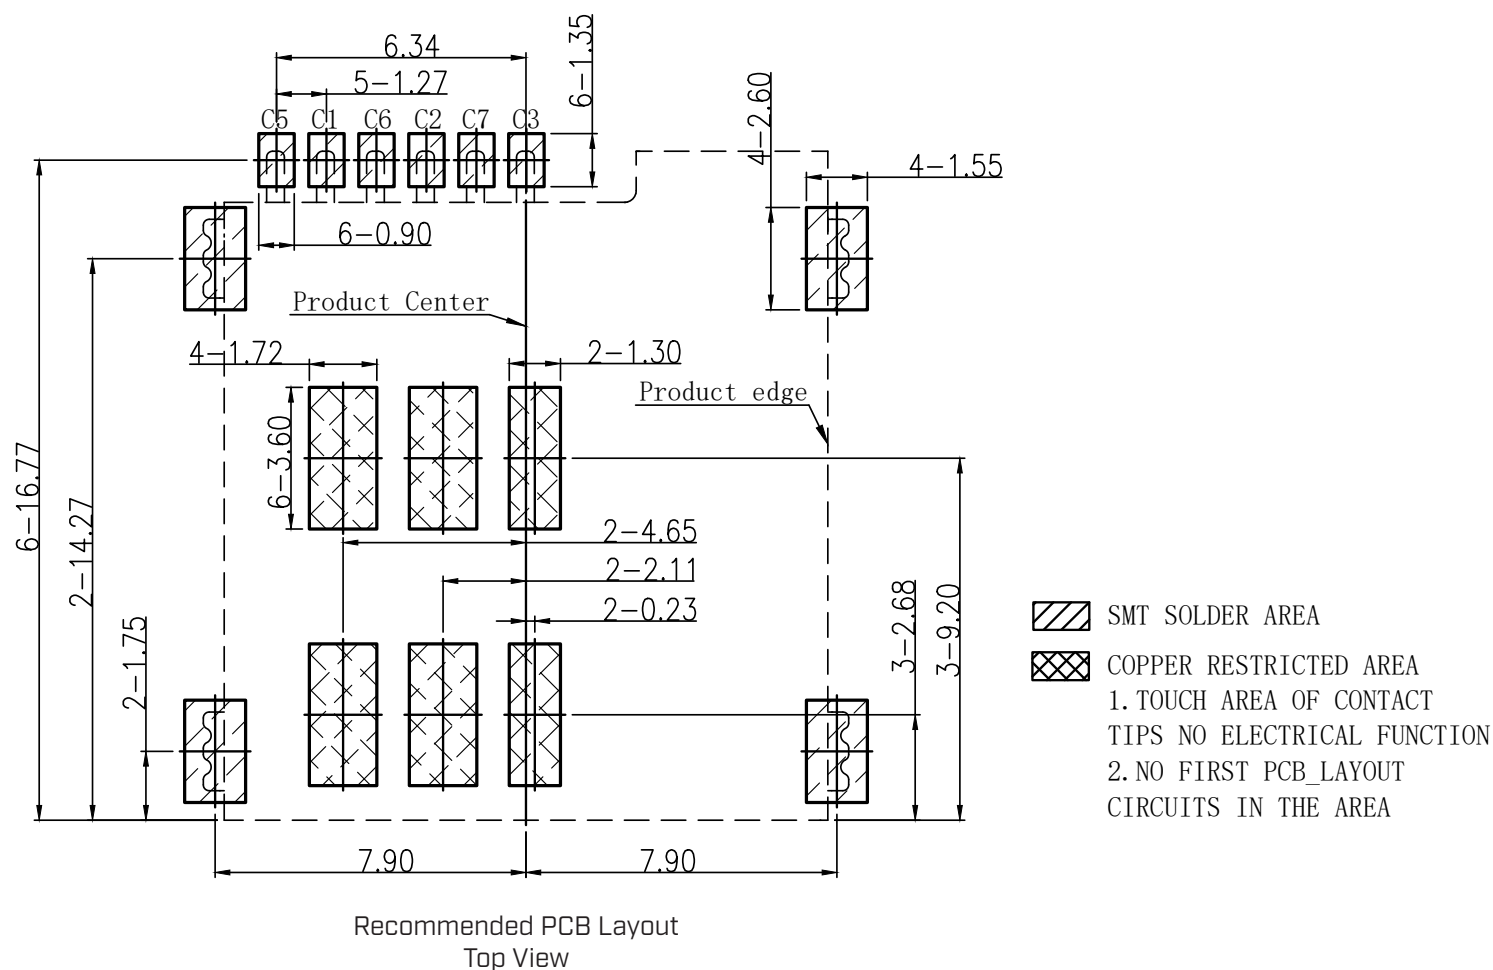 6.34
6-1.35
5-1.27
4-2.60
C5 C1 C6 C2 C7 C3
4-1.55
6-0.90
Product Center
4-1.72
2-1.30
Product edge
6-3.60
6-16.77
2-14.27
2-4.65
2-2.11
2-0.23
3-2.68
3-9.20
2-1.75
SMT SOLDER AREA
COPPER RESTRICTED AREA
1. TOUCH AREA OF CONTACT
TIPS NO ELECTRICAL FUNCTION
2. NO FIRST PCB_LAYOUT
CIRCUITS IN THE AREA
7.90
7.90
Recommended PCB Layout
Top View